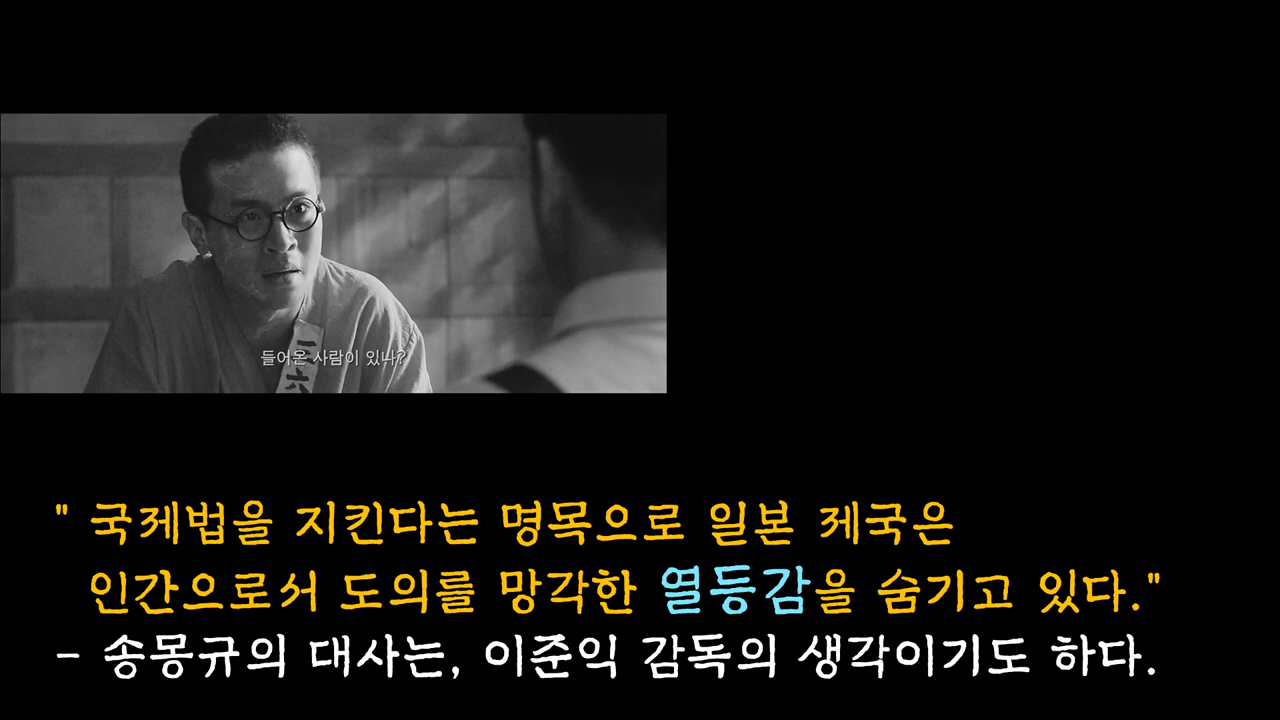 들어온 사람이 있나?
三
六
" 국제법을 지킨다는 명목으로 일본 제국은
인간으로서 도의를 망각한 열등감을 숨기고 있다."
- 송몽규의 대사는, 이준익 감독의 생각이기도 하다.